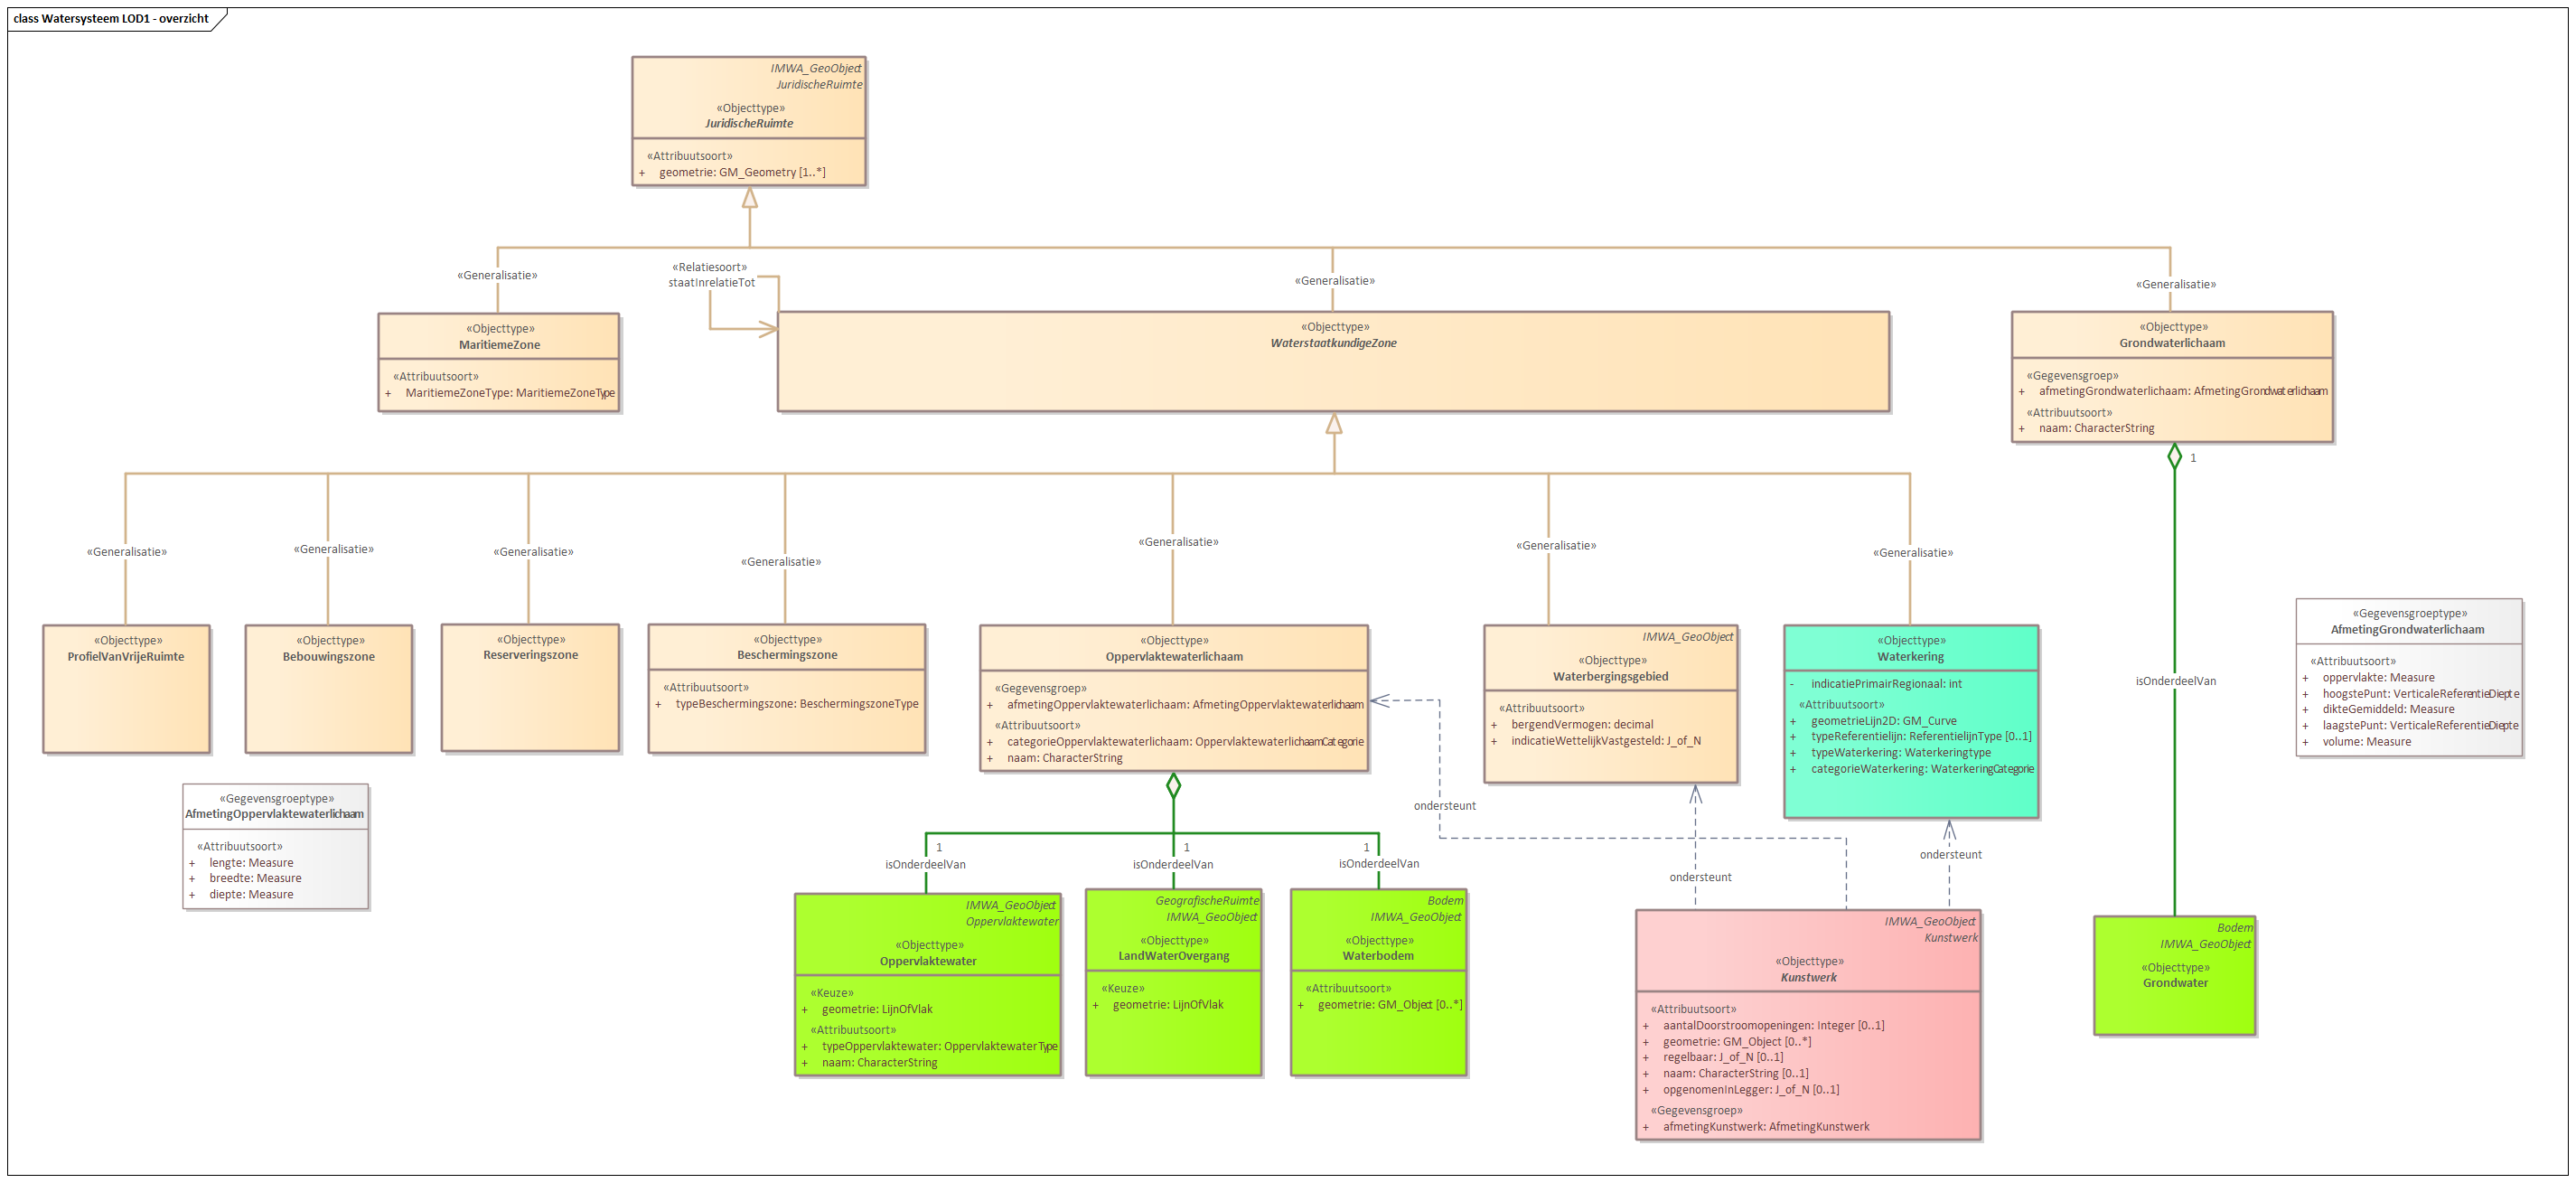 class Watersysteem LOD1 - overzicht
IMWA_GeoObject
JuridischeRuimte
«Objecttype»
JuridischeRuimte
«Attribuutsoort»
+ geometrie: GM_Geometry [1..*]
«Generalisatie»
«Relatiesoort»
staatInrelatieTot
«Generalisatie»
«Generalisatie»
«Objecttype»
MaritiemeZone
«Attribuutsoort»
+ MaritiemeZoneType: MaritiemeZoneType
«Objecttype»
WaterstaatkundigeZone
«Objecttype»
Grondwaterlichaam
«Gegevensgroep»
+ afmetingGrondwaterlichaam: AfmetingGrondwaterlichaam
«Attribuutsoort»
+ naam: CharacterString
1
«Generalisatie»
«Generalisatie»
«Generalisatie»
«Generalisatie»
«Generalisatie»
«Generalisatie»
«Generalisatie»
«Objecttype»
ProfielVanVrijeRuimte
«Objecttype»
Bebouwingszone
«Objecttype»
Reserveringszone
«Objecttype»
Beschermingszone
«Attribuutsoort»
+ typeBeschermingszone: BeschermingszoneType
«Objecttype»
Oppervlaktewaterlichaam
«Gegevensgroep»
+ afmetingOppervlaktewaterlichaam: AfmetingOppervlaktewaterlichaam
«Attribuutsoort»
+ categorieOppervlaktewaterlichaam: OppervlaktewaterlichaamCategorie
+ naam: CharacterString
IMWA_GeoObject
«Objecttype»
Waterbergingsgebied
«Attribuutsoort»
+ bergendVermogen: decimal
+ indicatieWettelijkVastgesteld: J_of_N
«Objecttype»
Waterkering
- indicatiePrimairRegionaal: int
«Attribuutsoort»
+ geometrieLijn2D: GM_Curve
+ typeReferentielijn: ReferentielijnType [0..1]
+ typeWaterkering: Waterkeringtype
+ categorieWaterkering: WaterkeringCategorie
isOnderdeelVan
«Gegevensgroeptype»
AfmetingGrondwaterlichaam
«Attribuutsoort»
+ oppervlakte: Measure
+ hoogstePunt: VerticaleReferentieDiepte
+ dikteGemiddeld: Measure
+ laagstePunt: VerticaleReferentieDiepte
+ volume: Measure
«Gegevensgroeptype»
AfmetingOppervlaktewaterlichaam
«Attribuutsoort»
+ lengte: Measure
+ breedte: Measure
+ diepte: Measure
ondersteunt
ondersteunt
ondersteunt
1
isOnderdeelVan
1
isOnderdeelVan
1
isOnderdeelVan
IMWA_GeoObject
Oppervlaktewater
«Objecttype»
Oppervlaktewater
«Keuze»
+ geometrie: LijnOfVlak
«Attribuutsoort»
+ typeOppervlaktewater: OppervlaktewaterType
+ naam: CharacterString
GeografischeRuimte
IMWA_GeoObject
«Objecttype»
LandWaterOvergang
«Keuze»
+ geometrie: LijnOfVlak
Bodem
IMWA_GeoObject
«Objecttype»
Waterbodem
«Attribuutsoort»
+ geometrie: GM_Object [0..*]
IMWA_GeoObject
Kunstwerk
«Objecttype»
Kunstwerk
«Attribuutsoort»
+ aantalDoorstroomopeningen: Integer [0..1]
+ geometrie: GM_Object [0..*]
+ regelbaar: J_of_N [0..1]
+ naam: CharacterString [0..1]
+ opgenomenInLegger: J_of_N [0..1]
«Gegevensgroep»
+ afmetingKunstwerk: AfmetingKunstwerk
Bodem
IMWA_GeoObject
«Objecttype»
Grondwater